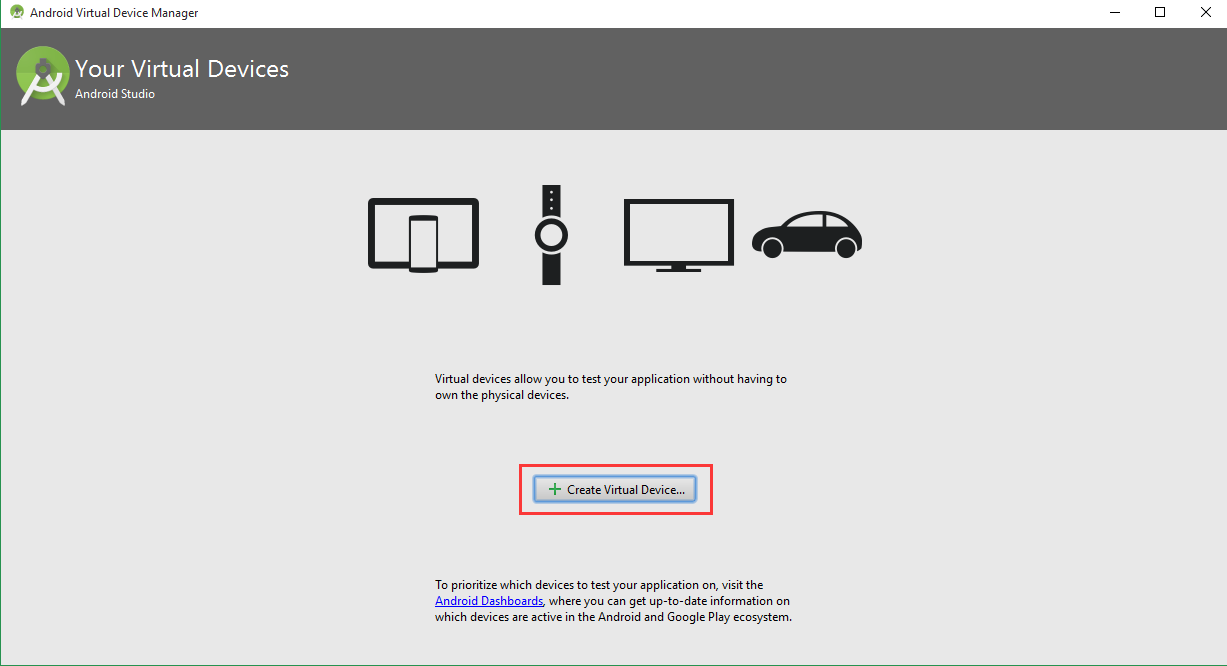 Android Virtual Device Manager
Your Virtual Devices
Android Studio
Virtual devices allow you to test your application without having to
own the physical devices.
Create Virtual Device...
To prioritize which devices to test your application on, visit the
Android Dashboards, where you can get up-to-date information on
which devices are active in the Android and Google Play ecosystem.